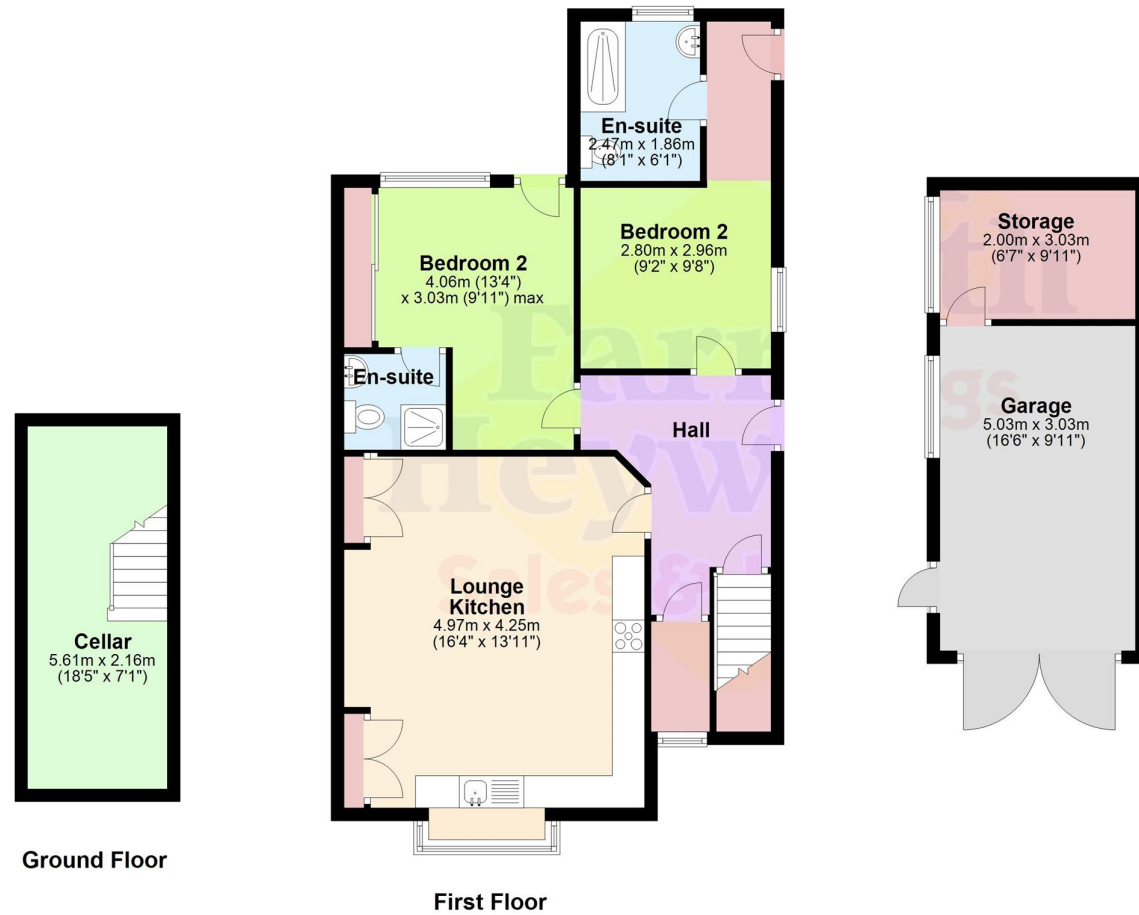 En-suite
2.47m x 1.86m
(8'1" x 6'1")
Bedroom 2
4.06m (13'4")
x 3.03m (9'11") max
Bedroom 2
2.80m x 2.96m
(9'2" x 9'8")
En-suite
Hall
Lounge
Kitchen
4.97m x 4.25m
(16'4" x 13'11")
Storage
2.00m x 3.03m
(6'7" x 9'11")
Garage
5.03m x 3.03m
(16'6" x 9'11")
Cellar
5.61m x 2.16m
(18'5" x 7'1")
Ground Floor
First Floor